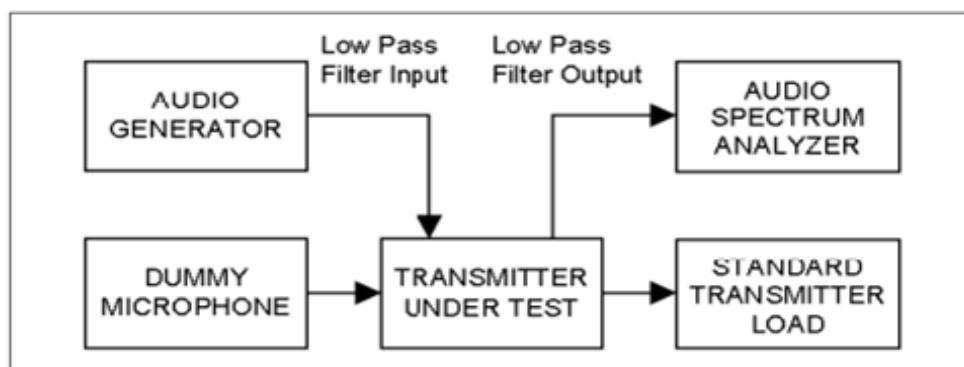 Low Pass
Filter Input
Low Pass
Filter Output
AUDIO
GENERATOR
AUDIO
SPECTRUM
ANALYZER
DUMMY
MICROPHONE
TRANSMITTER
UNDER TEST
STANDARD
TRANSMITTER
LOAD